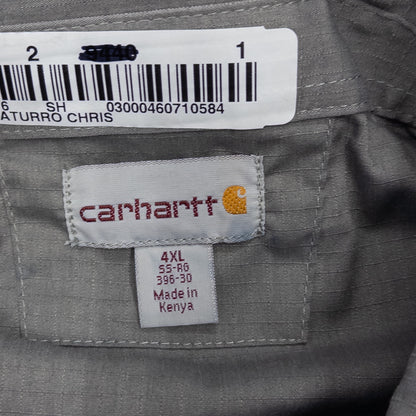 2 1
6 SH 03000460710584
ATURRO CHRIS
carhartt
4XL
SS-RG
396-30
Made in
Kenya